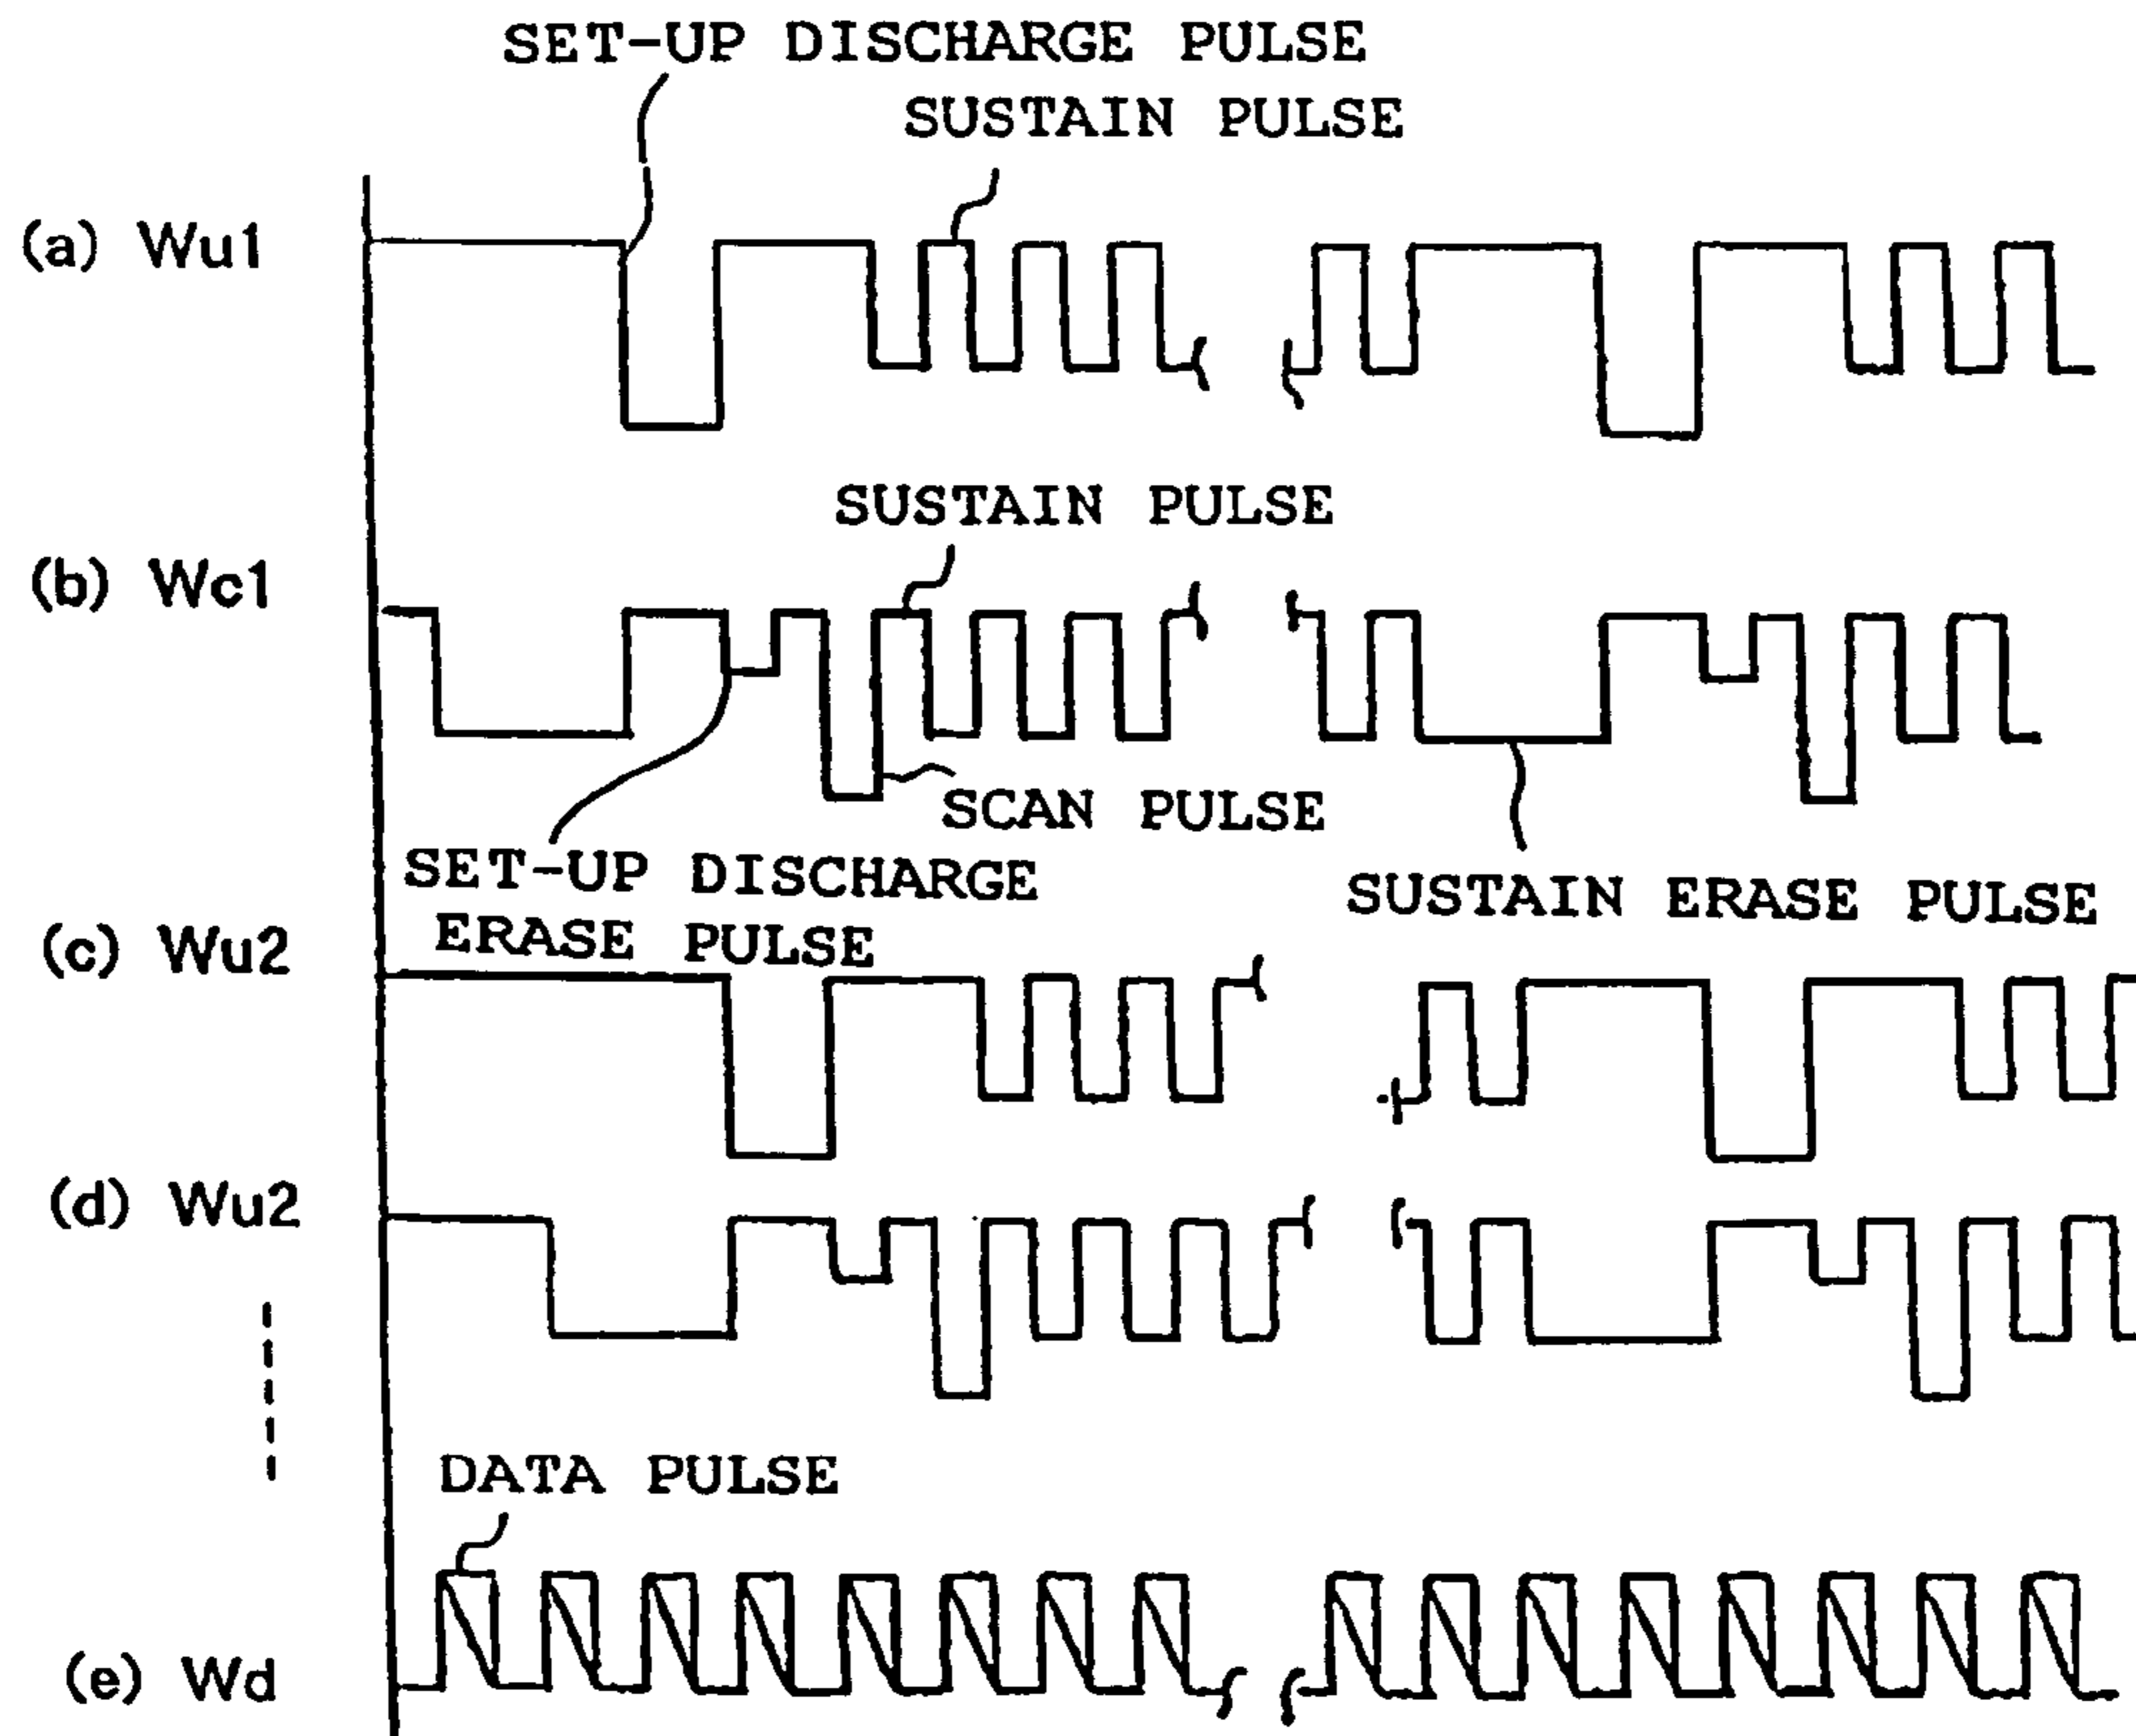 SET-UP DISCHARGE PULSE
SUSTAIN PULSE
(a) Wu1
SUSTAIN PULSE
(b) Wc1
SCAN PULSE
SET-UP DISCHARGE
ERASE PULSE
SUSTAIN ERASE PULSE
(c) Wu2
(d) Wu2
DATA PULSE
(e) Wd